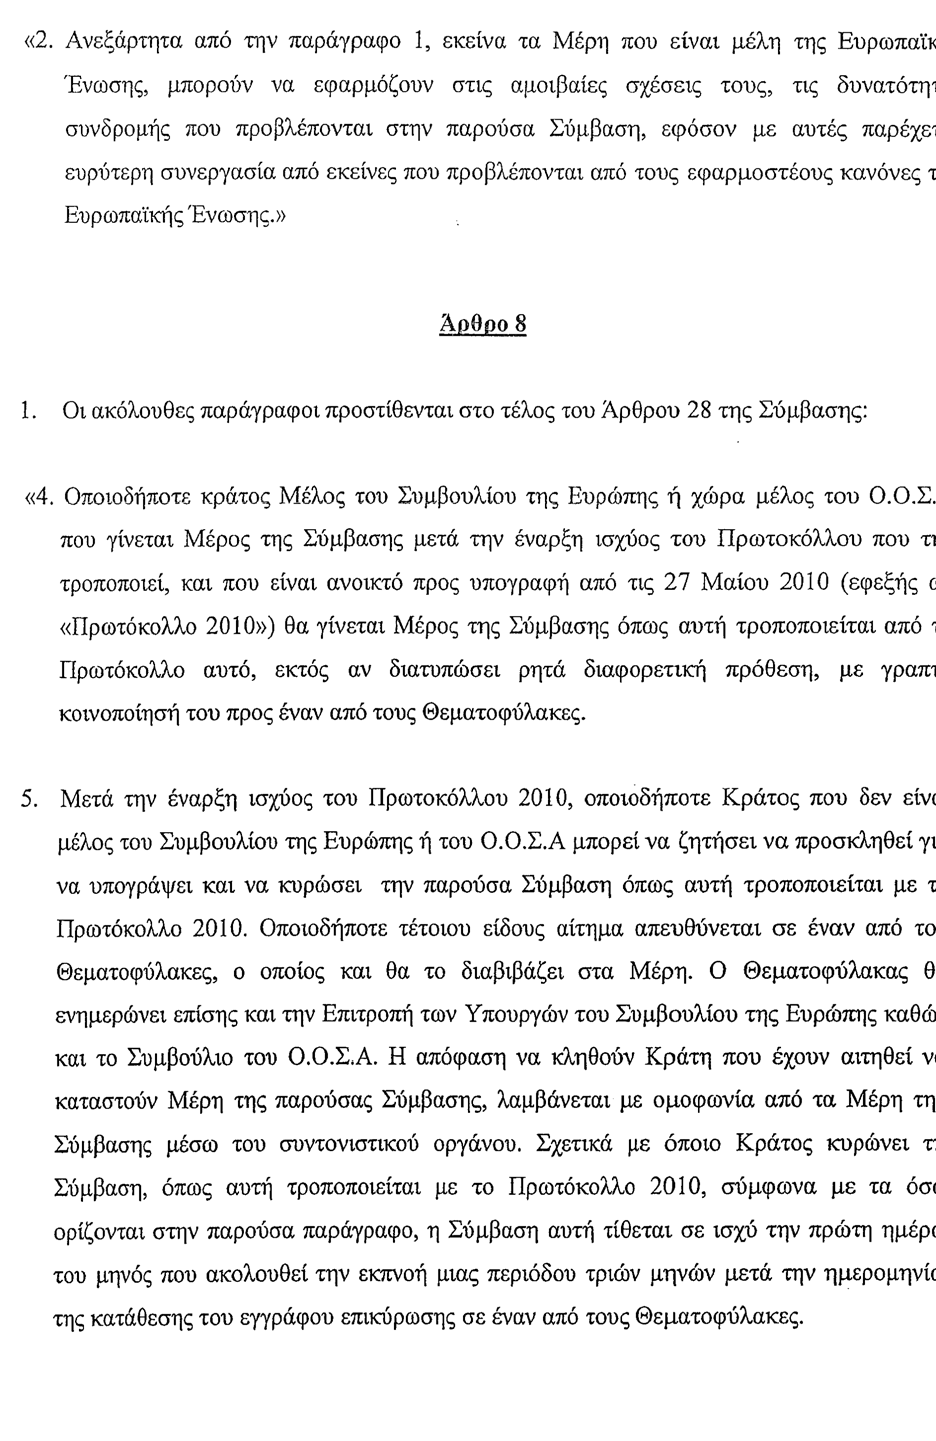 «2. Ανεξάρτητα από την παράγραφο 1, εκείνα τα Μέρη που είναι μέλη της Ευρωπαϊκ
Ένωσης, μπορούν να εφαρμόζουν στις αμοιβαίες σχέσεις τους, τις δυνατότητ
συνδρομής που προβλέπονται στην παρούσα Σύμβαση, εφόσον με αυτές παρέχετ
ευρύτερη συνεργασία από εκείνες που προβλέπονται από τους εφαρμοστέους κανόνες τ
Ευρωπαϊκής Ένωσης.»
Άρθρο 8
1. Οι ακόλουθες παράγραφοι προστίθενται στο τέλος του Άρθρου 28 της Σύμβασης:
«4. Οποιοδήποτε κράτος Μέλος του Συμβουλίου της Ευρώπης ή χώρα μέλος του Ο.Ο.Σ.
που γίνεται Μέρος της Σύμβασης μετά την έναρξη ισχύος του Πρωτοκόλλου που τη
τροποποιεί, και που είναι ανοικτό προς υπογραφή από τις 27 Μαίου 2010 (εφεξής
«Πρωτόκολλο 2010») θα γίνεται Μέρος της Σύμβασης όπως αυτή τροποποιείται από τ
Πρωτόκολλο αυτό, εκτός αν διατυπώσει ρητά διαφορετική πρόθεση, με γραπτ
κοινοποίησή του προς έναν από τους Θεματοφύλακες.
5. Μετά την έναρξη ισχύος του Πρωτοκόλλου 2010, οποιοδήποτε Κράτος που δεν είνα
μέλος του Συμβουλίου της Ευρώπης ή του Ο.Ο.Σ.Α μπορεί να ζητήσει να προσκληθεί γι
να υπογράψει και να κυρώσει την παρούσα Σύμβαση όπως αυτή τροποποιείται με τ
Πρωτόκολλο 2010. Οποιοδήποτε τέτοιου είδους αίτημα απευθύνεται σε έναν από το
Θεματοφύλακες, ο οποίος και θα το διαβιβάζει στα Μέρη. Ο Θεματοφύλακας θ
ενημερώνει επίσης και την Επιτροπή των Υπουργών του Συμβουλίου της Ευρώπης καθώ
και το Συμβούλιο του Ο.Ο.Σ.Α. Η απόφαση να κληθούν Κράτη που έχουν αιτηθεί να
καταστούν Μέρη της παρούσας Σύμβασης, λαμβάνεται με ομοφωνία από τα Μέρη τη
Σύμβασης μέσω του συντονιστικού οργάνου. Σχετικά με όποιο Κράτος κυρώνει τ
Σύμβαση, όπως αυτή τροποποιείται με το Πρωτόκολλο 2010, σύμφωνα με τα όσα
ορίζονται στην παρούσα παράγραφο, η Σύμβαση αυτή τίθεται σε ισχύ την πρώτη ημέρα
του μηνός που ακολουθεί την εκπνοή μιας περιόδου τριών μηνών μετά την ημερομηνία
της κατάθεσης του εγγράφου επικύρωσης σε έναν από τους Θεματοφύλακες.